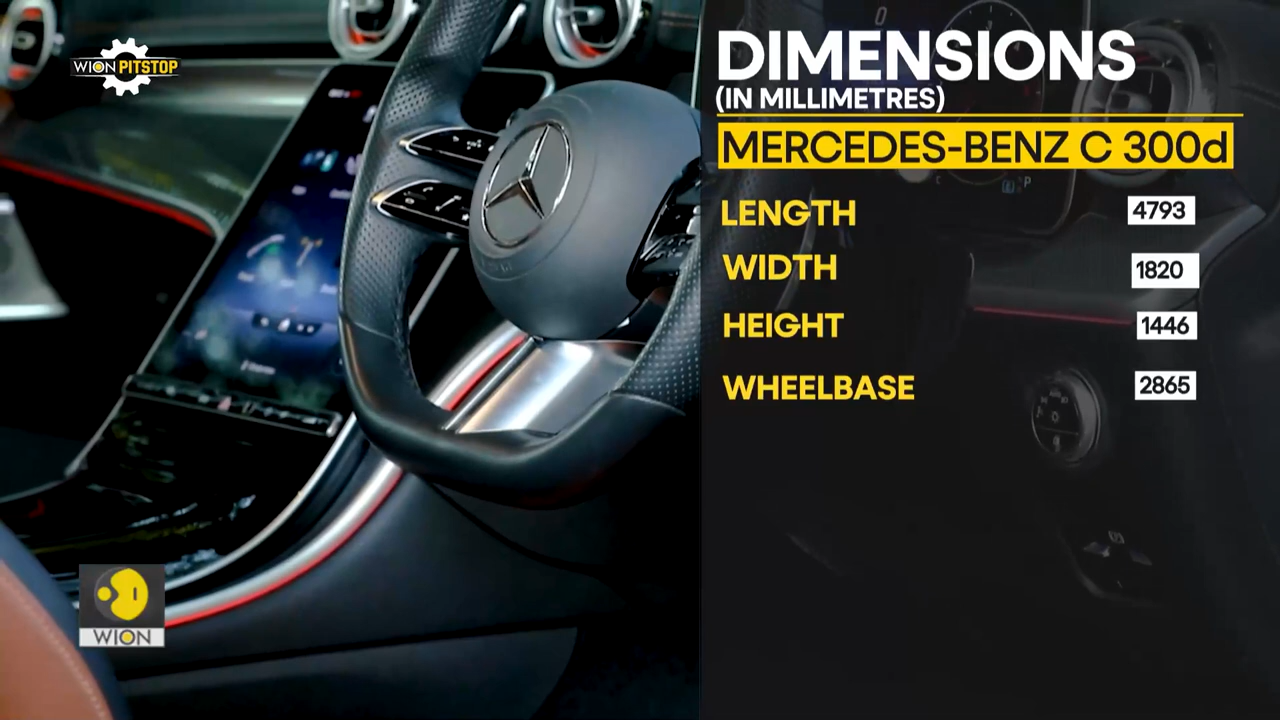 WION PITSTOP
DIMENSIONS
(IN MILLIMETRES)
MERCEDES-BENZ C 300d
LENGTH 4793
WIDTH 1820
HEIGHT 1446
WHEELBASE 2865
WION